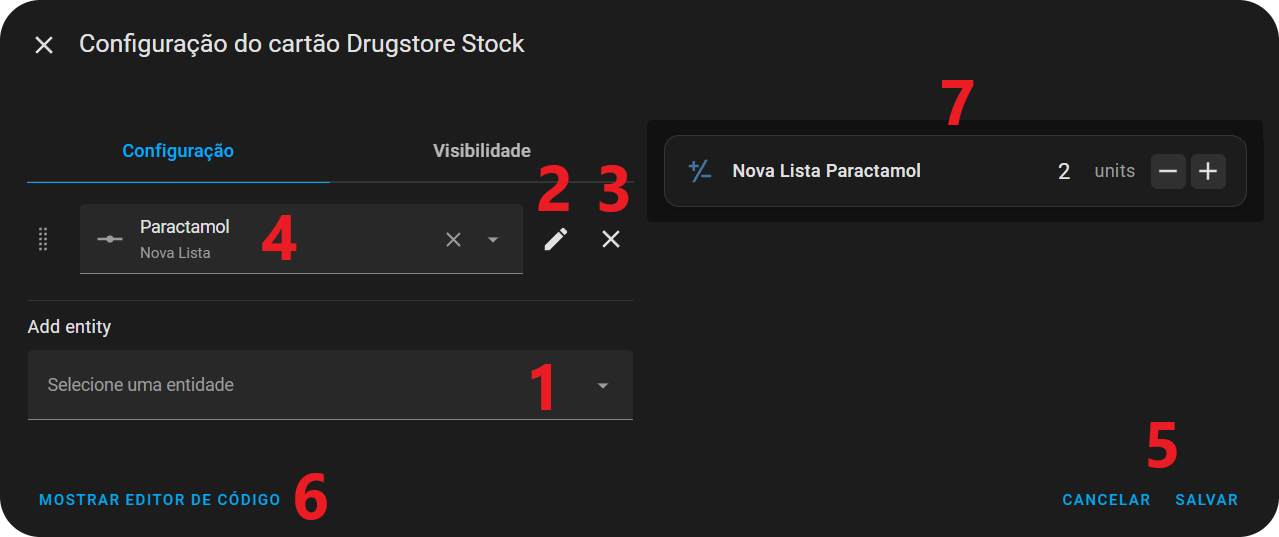 Configuração do cartão Drugstore Stock
7
Configuração
Visibilidade
Nova Lista Paractamol
2
units
2
3
Paractamol
Nova Lista
4
Add entity
Selecione uma entidade
1
5
MOSTRAR EDITOR DE CÓDIGO
6
CANCELAR
SALVAR